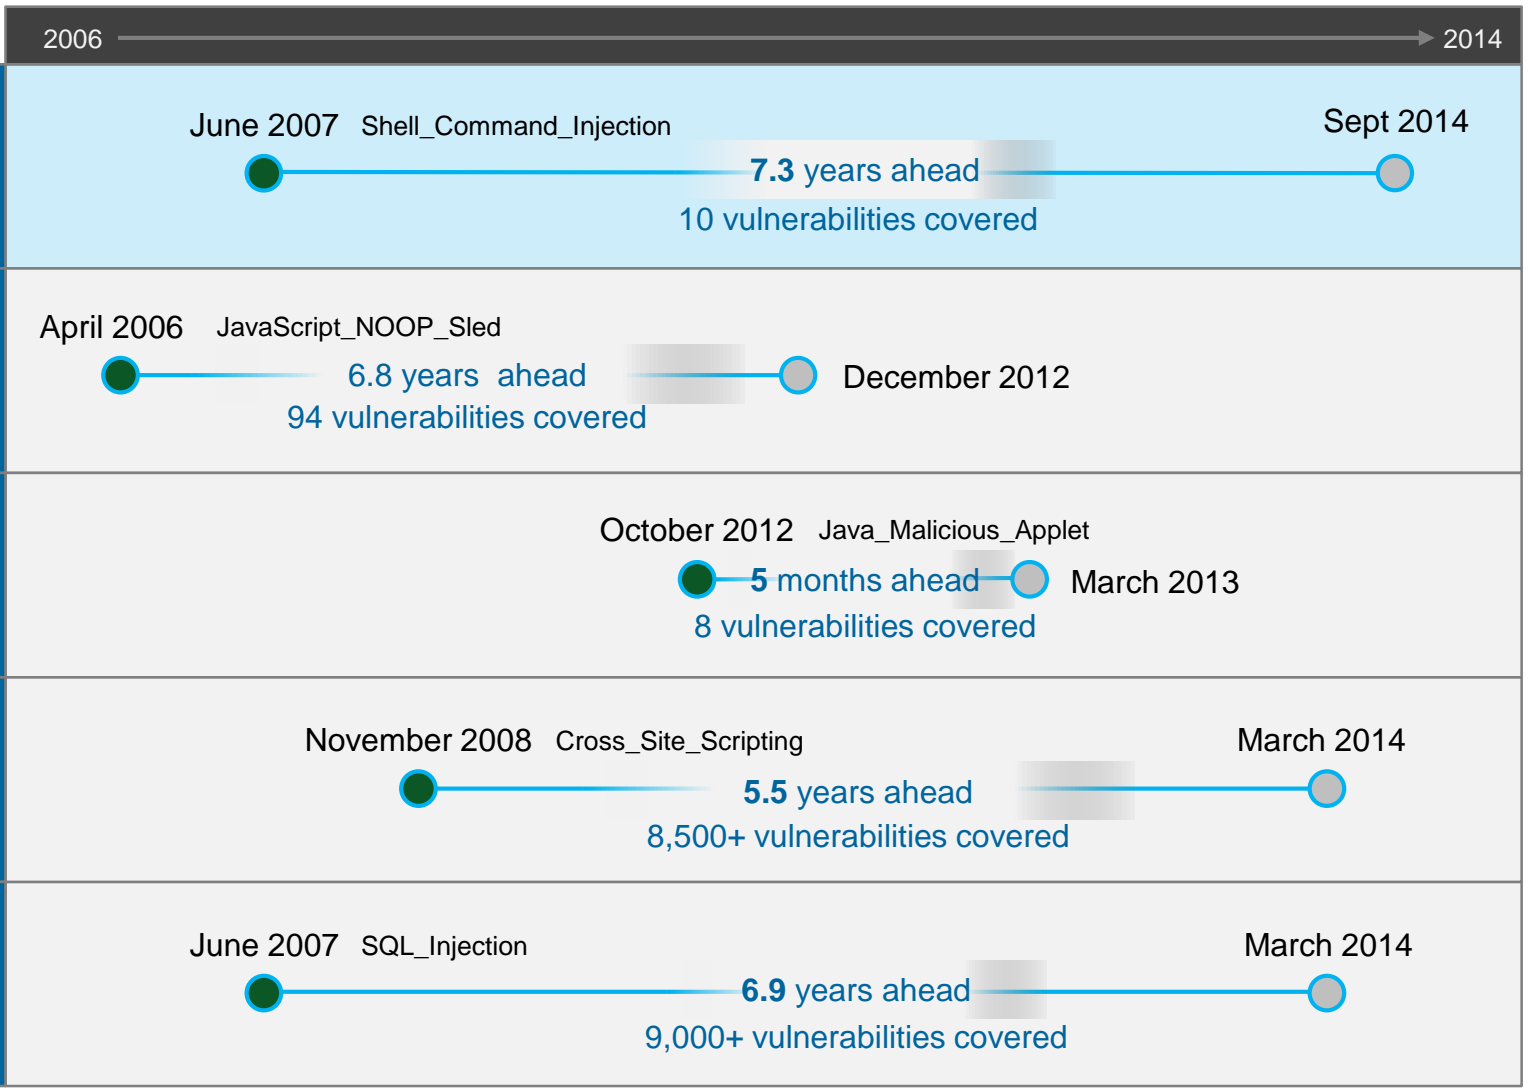 2006 2014
June 2007 Shell_Command_Injection Sept 2014
7.3 years ahead
10 vulnerabilities covered
April 2006 JavaScript_NOOP_Sled
6.8 years ahead December 2012
94 vulnerabilities covered
October 2012 Java_Malicious_Applet
5 months ahead March 2013
8 vulnerabilities covered
November 2008 Cross_Site_Scripting March 2014
5.5 years ahead
8,500+ vulnerabilities covered
June 2007 SQL_Injection March 2014
6.9 years ahead
9,000+ vulnerabilities covered